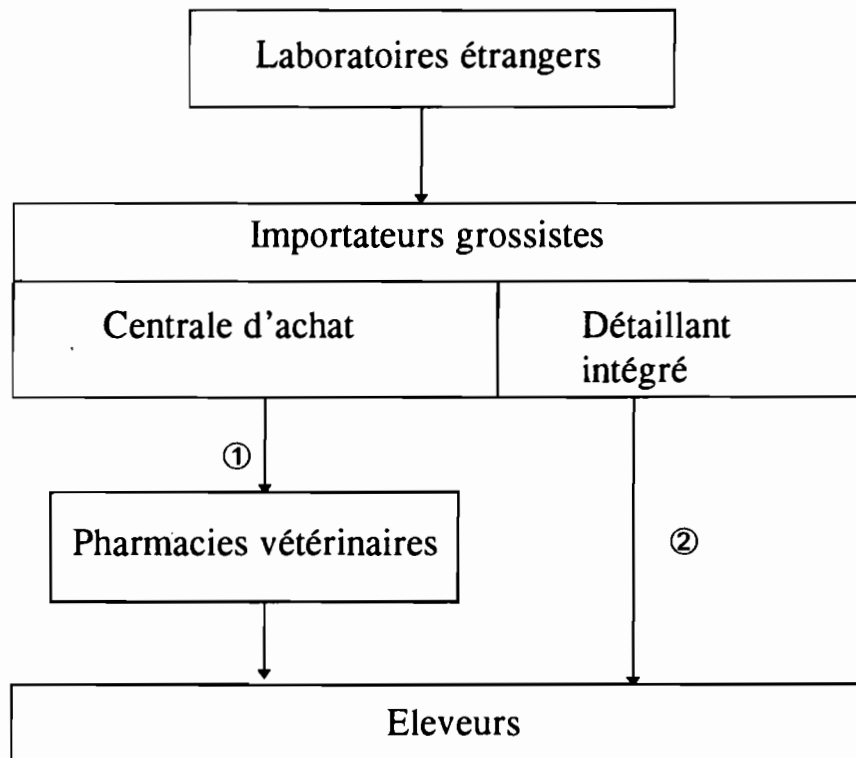 Laboratoires étrangers
Importateurs grossistes
Centrale d'achat
Détaillant
intégré
①
Pharmacies vétérinaires
②
Eleveurs